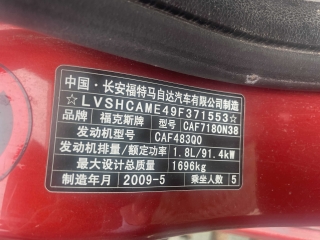 中国·长安福特马自达汽车有限公司制造
☆LVSHCAME49F371553☆
品牌 福克斯牌 型号 CAF7180N38
发动机型号 CAF483Q0
发动机排量/额定功率 1.8L/91.4kW
最大设计总质量 1696kg
制造年月 2009-5 乘坐人数 5